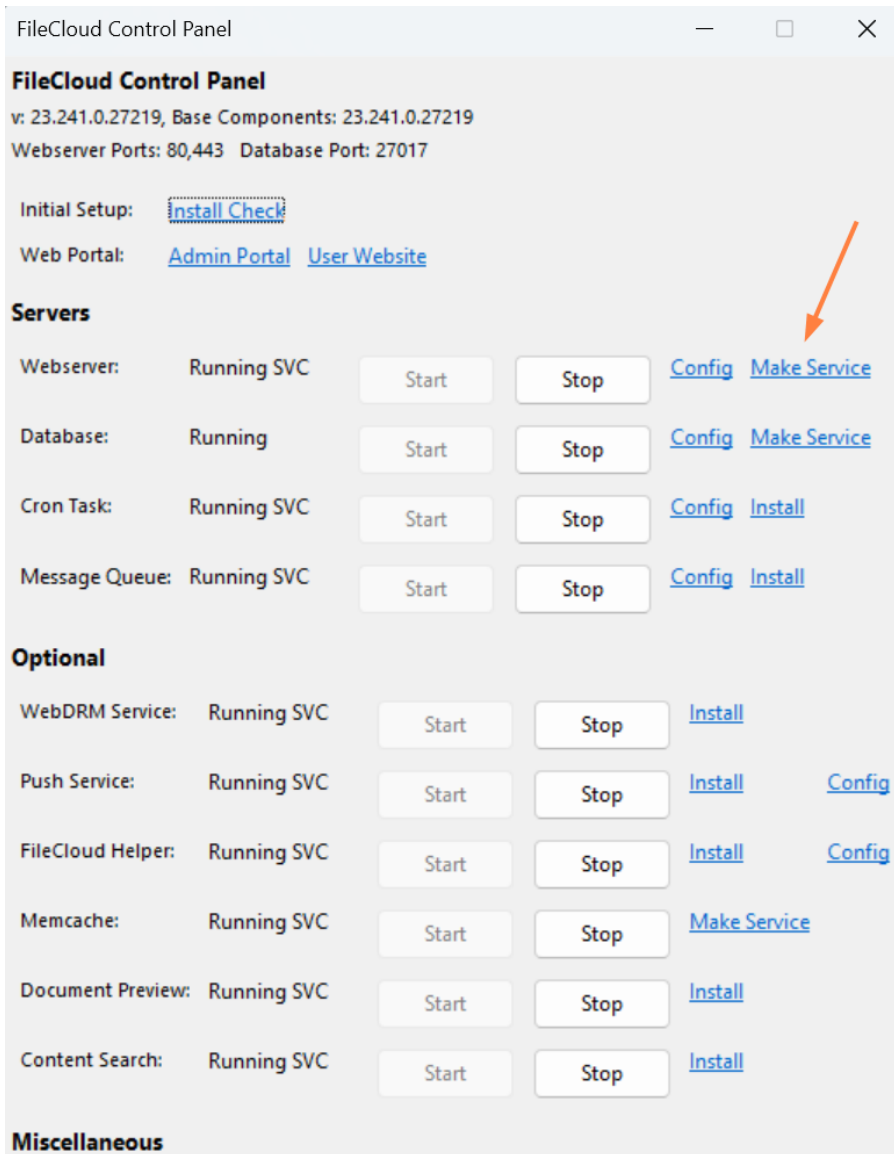 FileCloud Control Panel
FileCloud Control Panel
v: 23.241.0.27219, Base Components: 23.241.0.27219
Webserver Ports: 80,443 Database Port: 27017
Initial Setup: Install Check
Web Portal: Admin Portal User Website
Servers
Webserver: Running SVC Start Stop Config Make Service
Database: Running Start Stop Config Make Service
Cron Task: Running SVC Start Stop Config Install
Message Queue: Running SVC Start Stop Config Install
Optional
WebDRM Service: Running SVC Start Stop Install
Push Service: Running SVC Start Stop Install Config
FileCloud Helper: Running SVC Start Stop Install Config
Memcache: Running SVC Start Stop Make Service
Document Preview: Running SVC Start Stop Install
Content Search: Running SVC Start Stop Install
Miscellaneous